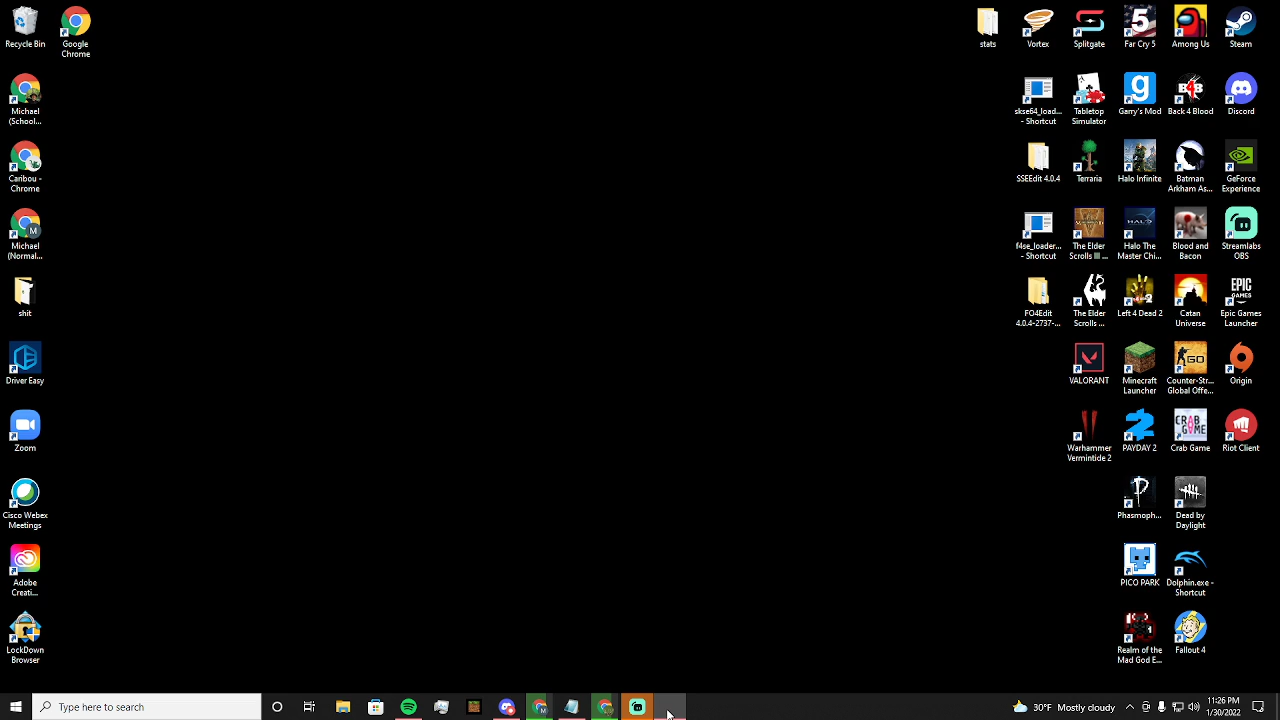 Recycle Bin
Google
Chrome
Michael
(School...
Caribou -
Chrome
Michael
(Normal...
shit
Driver Easy
Zoom
Cisco Webex
Meetings
Adobe
Creati...
LockDown
Browser
stats
Vortex
Splitgate
Far Cry 5
Among Us
Steam
skse64_load...
- Shortcut
Tabletop
Simulator
Garry's Mod
Back 4 Blood
Discord
SSEEdit 4.0.4
Terraria
Halo Infinite
Batman
Arkham As...
GeForce
Experience
f4se_loader...
- Shortcut
The Elder
Scrolls ...
Halo The
Master Chi...
Blood and
Bacon
Streamlabs
OBS
FO4Edit
4.0.4-2737-...
The Elder
Scrolls ...
Left 4 Dead 2
Catan
Universe
EPIC
GAMES
Epic Games
Launcher
VALORANT
Minecraft
Launcher
GO
Counter-Str...
Global Offe...
Origin
Warhammer
Vermintide 2
PAYDAY 2
CRAB
GAME
Crab Game
Riot Client
Phasmoph...
Dead by
Daylight
PICO PARK
Dolphin.exe -
Shortcut
Realm of the
Mad God E...
Fallout 4
Type here to search
30°F Mostly cloudy
11:26 PM
1/30/2022